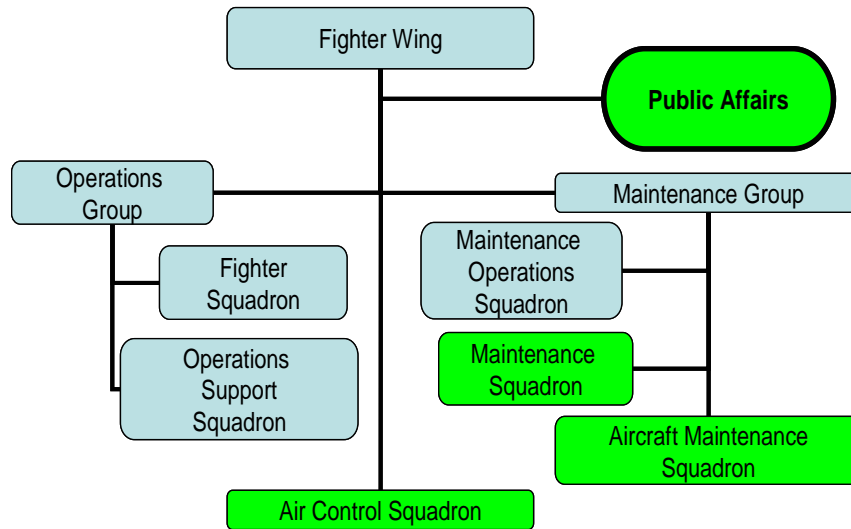 Fighter Wing
Public Affairs
Operations
Group
Maintenance Group
Fighter
Squadron
Maintenance
Operations
Squadron
Operations
Support
Squadron
Maintenance
Squadron
Aircraft Maintenance
Squadron
Air Control Squadron